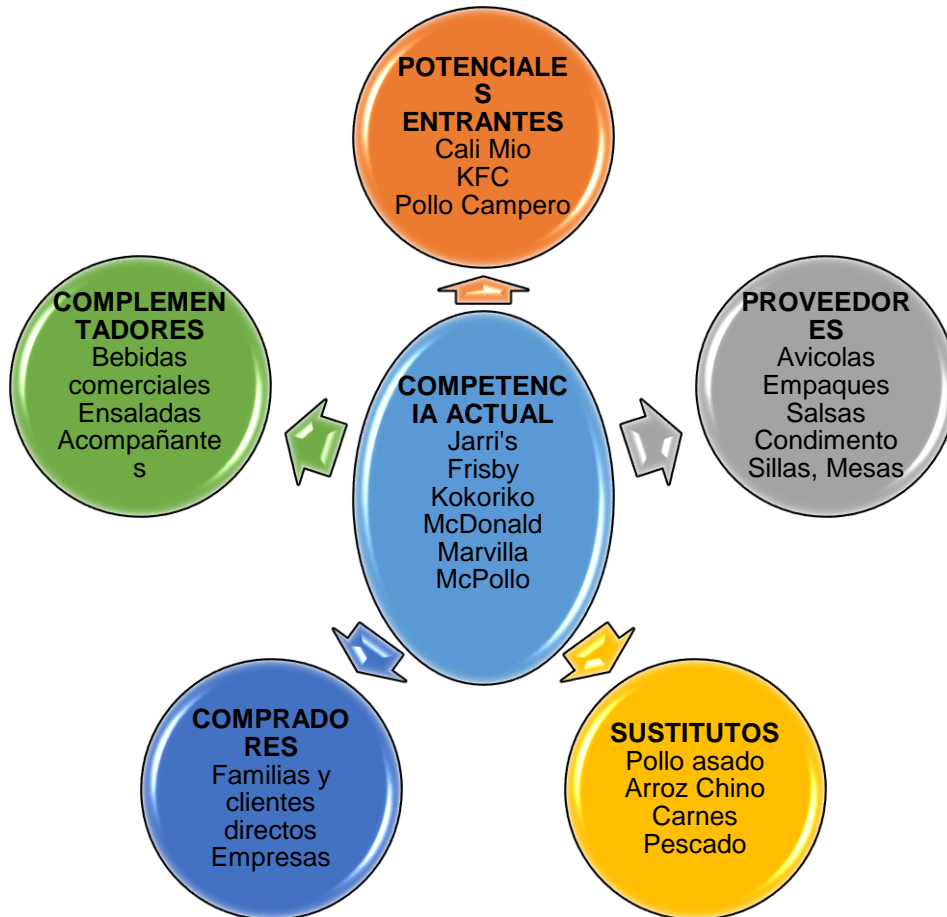 POTENCIALE
S
ENTRANTES
Cali Mio
KFC
Pollo Campero
COMPLEMEN
TADORES
Bebidas
comerciales
Ensaladas
Acompañante
s
COMPETENC
IA ACTUAL
Jarri's
Frisby
Kokoriko
McDonald
Marvilla
McPollo
PROVEEDOR
ES
Avicolas
Empaques
Salsas
Condimento
Sillas, Mesas
COMPRADO
RES
Familias y
clientes
directos
Empresas
SUSTITUTOS
Pollo asado
Arroz Chino
Carnes
Pescado